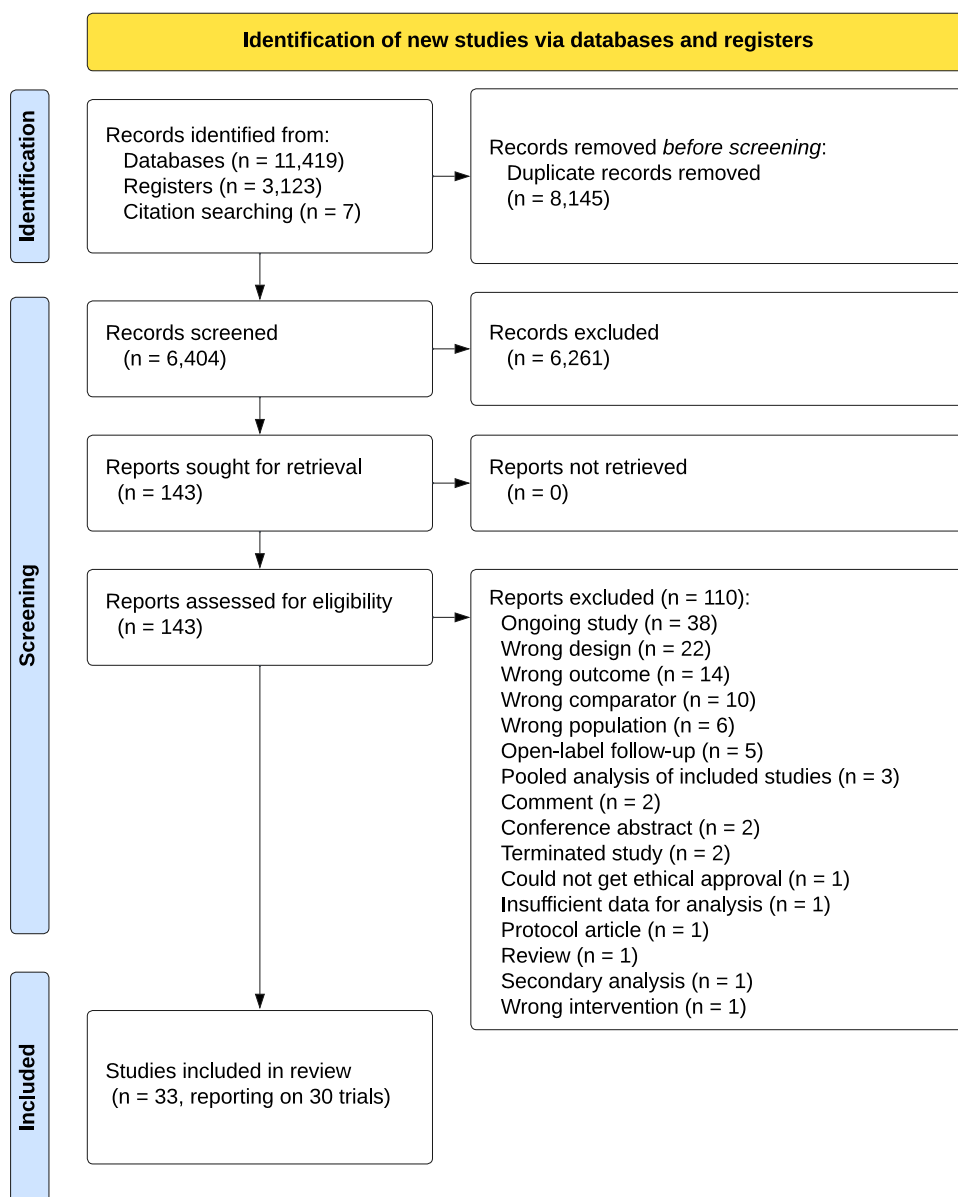 Identification of new studies via databases and registers
Identification
Records identified from:
Databases (n = 11,419)
Registers (n = 3,123)
Citation searching (n = 7)
Records removed before screening:
Duplicate records removed
(n = 8,145)
Screening
Records screened
(n = 6,404)
Records excluded
(n = 6,261)
Reports sought for retrieval
(n = 143)
Reports not retrieved
(n = 0)
Reports assessed for eligibility
(n = 143)
Reports excluded (n = 110):
Ongoing study (n = 38)
Wrong design (n = 22)
Wrong outcome (n = 14)
Wrong comparator (n = 10)
Wrong population (n = 6)
Open-label follow-up (n = 5)
Pooled analysis of included studies (n = 3)
Comment (n = 2)
Conference abstract (n = 2)
Terminated study (n = 2)
Could not get ethical approval (n = 1)
Insufficient data for analysis (n = 1)
Protocol article (n = 1)
Review (n = 1)
Secondary analysis (n = 1)
Wrong intervention (n = 1)
Included
Studies included in review
(n = 33, reporting on 30 trials)